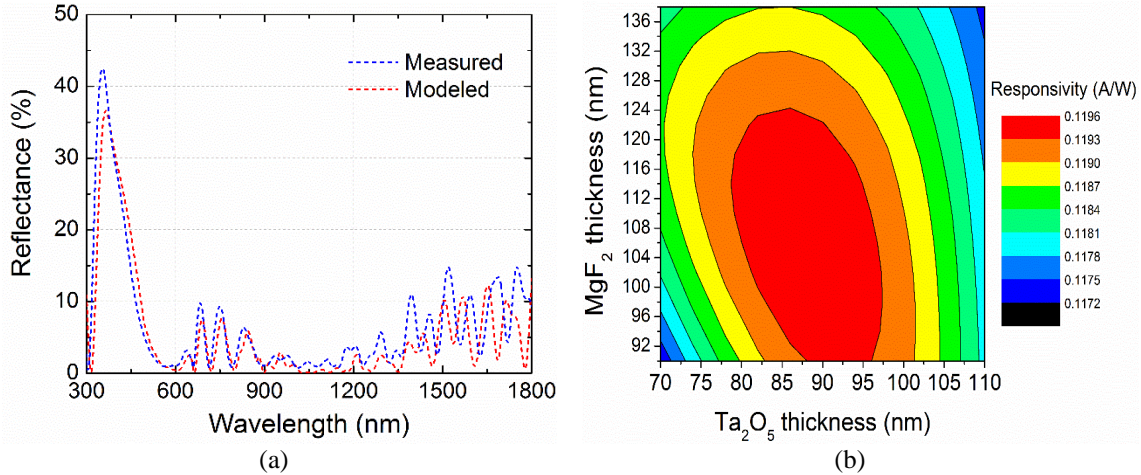 50
40
30
20
10
0
Reflectance (%)
Measured
Modeled
300 600 900 1200 1500 1800
Wavelength (nm)
(a)
136
132
128
124
120
116
112
108
104
100
96
92
MgF2 thickness (nm)
70 75 80 85 90 95 100 105 110
Ta2O5 thickness (nm)
Responsivity (A/W)
0.1196
0.1193
0.1190
0.1187
0.1184
0.1181
0.1178
0.1175
0.1172
(b)